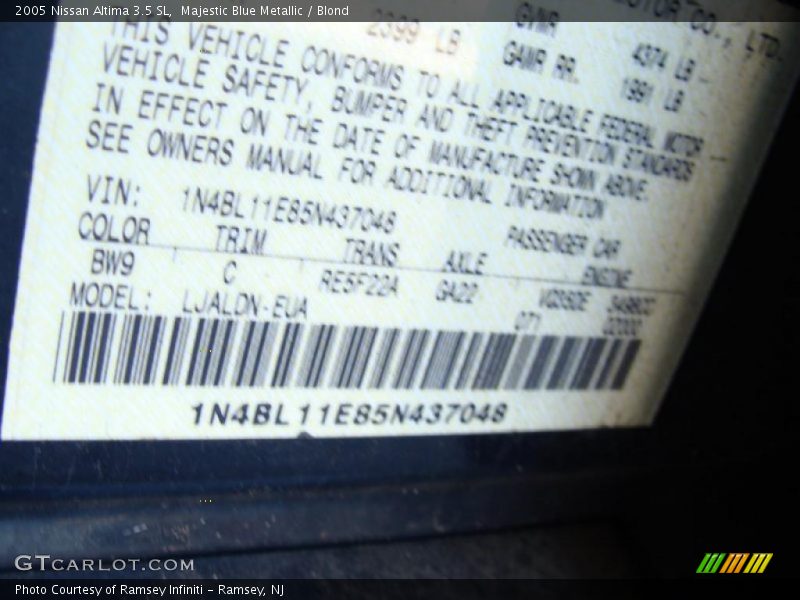 2005 Nissan Altima 3.5 SL, Majestic Blue Metallic / Blond
MOTOR CO., LTD.
2399 LB GVWR 4374 LB
GAWR RR. 1991 LB
THIS VEHICLE CONFORMS TO ALL APPLICABLE FEDERAL MOTOR
VEHICLE SAFETY, BUMPER AND THEFT PREVENTION STANDARDS
IN EFFECT ON THE DATE OF MANUFACTURE SHOWN ABOVE.
SEE OWNERS MANUAL FOR ADDITIONAL INFORMATION
VIN: 1N4BL11E85N437048 PASSENGER CAR
COLOR TRIM TRANS AXLE ENGINE
BW9 C RE5F22A GA22
MODEL: LJALDN-EUA
1N4BL11E85N437048
GTCARLOT.COM
Photo Courtesy of Ramsey Infiniti - Ramsey, NJ